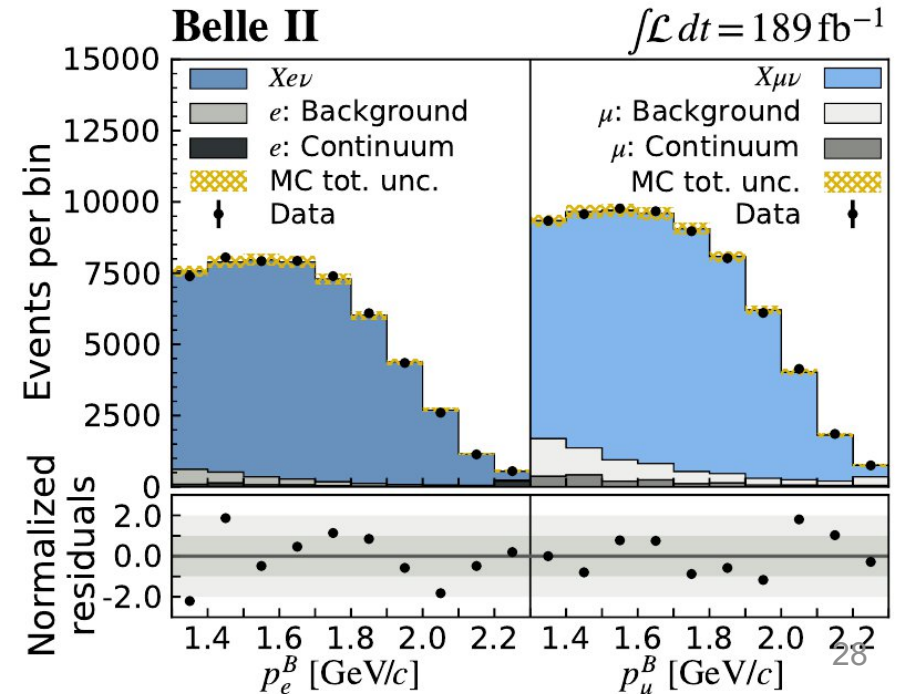 Belle II
∫ℒ dt = 189 fb⁻¹
Events per bin
15000
12500
10000
7500
5000
2500
0
Xeν
e: Background
e: Continuum
MC tot. unc.
Data
Xμν
μ: Background
μ: Continuum
MC tot. unc.
Data
Normalized
residuals
2.0
0.0
-2.0
1.4 1.6 1.8 2.0 2.2
1.4 1.6 1.8 2.0 2.2
p_e^B [GeV/c]
p_μ^B [GeV/c]
28